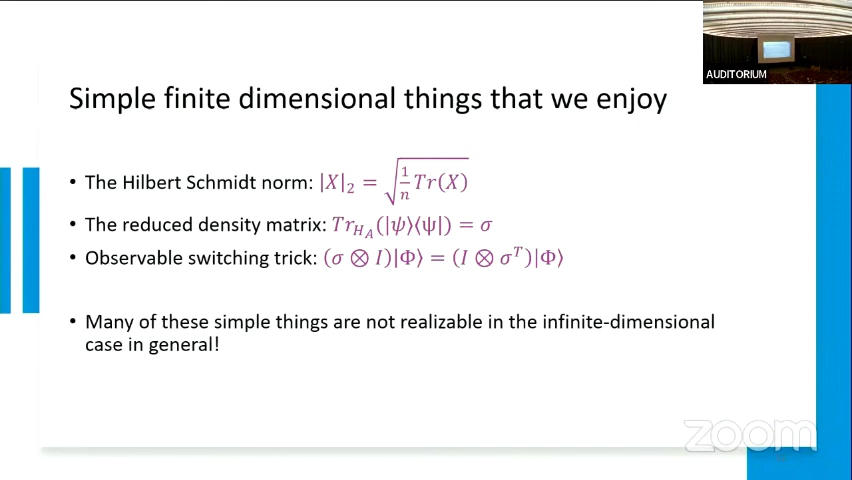 AUDITORIUM
Simple finite dimensional things that we enjoy
• The Hilbert Schmidt norm: |X|₂ = √(1/n Tr(X))
• The reduced density matrix: Tr_{H_A}(|ψ⟩⟨ψ|) = σ
• Observable switching trick: (σ ⊗ I)|Φ⟩ = (I ⊗ σᵀ)|Φ⟩
• Many of these simple things are not realizable in the infinite-dimensional
case in general!
zoom